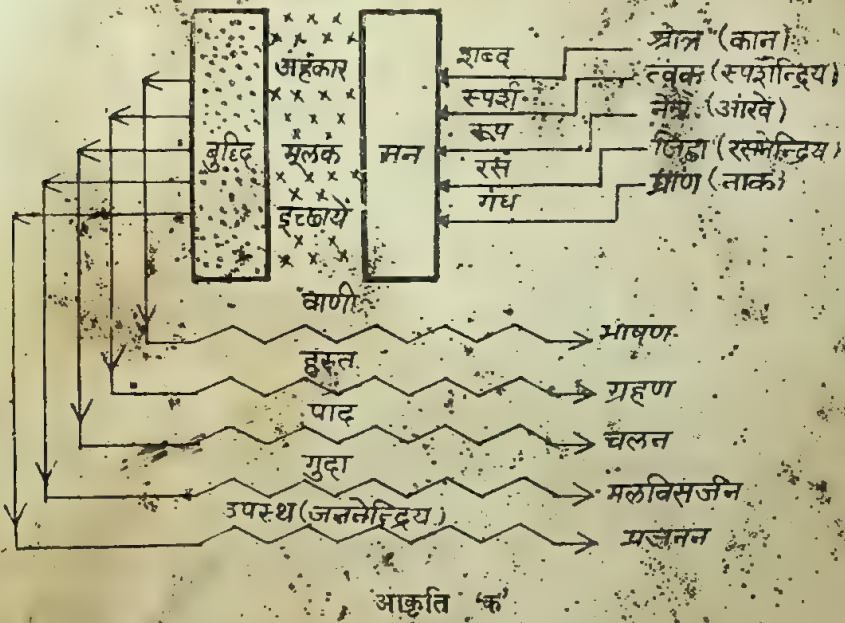 शब्द श्रोत्र (कान)
स्पर्श त्वक (स्पर्शेन्द्रिय)
रूप नेत्र (आंखे)
रस जिह्वा (रसनेन्द्रिय)
गंध घ्राण (नाक)
अहंकार
बुध्दि मूलक मन
इच्छायें
वाणी
भाषण
हस्त
ग्रहण
पाद
चलन
गुदा
मलविसर्जन
उपस्थ (जननेन्द्रिय)
प्रजनन
आकृति 'क'